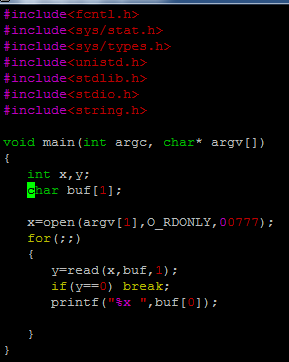 #include<fcntl.h>
#include<sys/stat.h>
#include<sys/types.h>
#include<unistd.h>
#include<stdlib.h>
#include<stdio.h>
#include<string.h>
void main(int argc, char* argv[])
{
int x,y;
char buf[1];
x=open(argv[1],O_RDONLY,00777);
for(;;)
{
y=read(x,buf,1);
if(y==0) break;
printf("%x ",buf[0]);
}
}